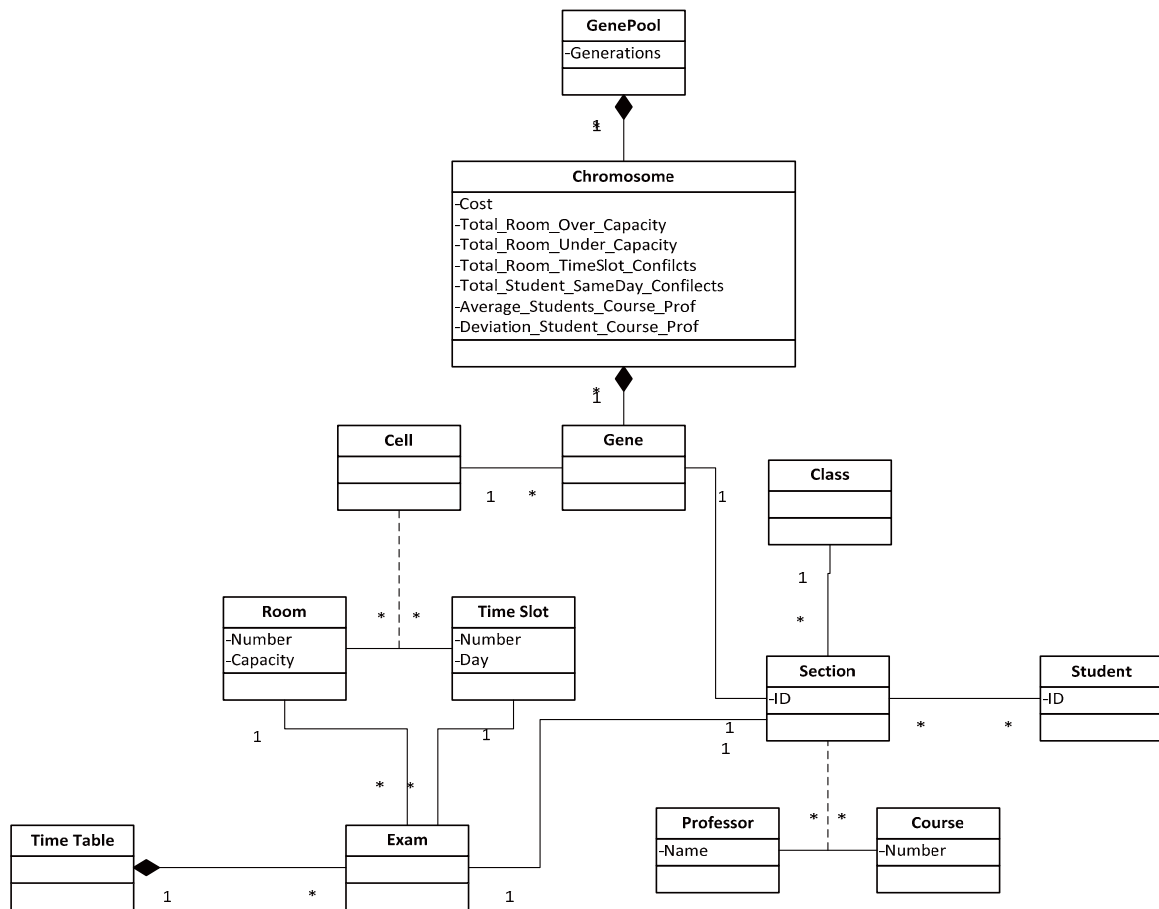 GenePool
-Generations
*
1
Chromosome
-Cost
-Total_Room_Over_Capacity
-Total_Room_Under_Capacity
-Total_Room_TimeSlot_Confilcts
-Total_Student_SameDay_Confilects
-Average_Students_Course_Prof
-Deviation_Student_Course_Prof
*
1
Cell
Gene
1 *
1
Class
1
*
Room
-Number
-Capacity
* *
Time Slot
-Number
-Day
Section
-ID
Student
-ID
* *
1
1
1
1
* *
* *
Professor
-Name
Course
-Number
Time Table
Exam
1 *
1